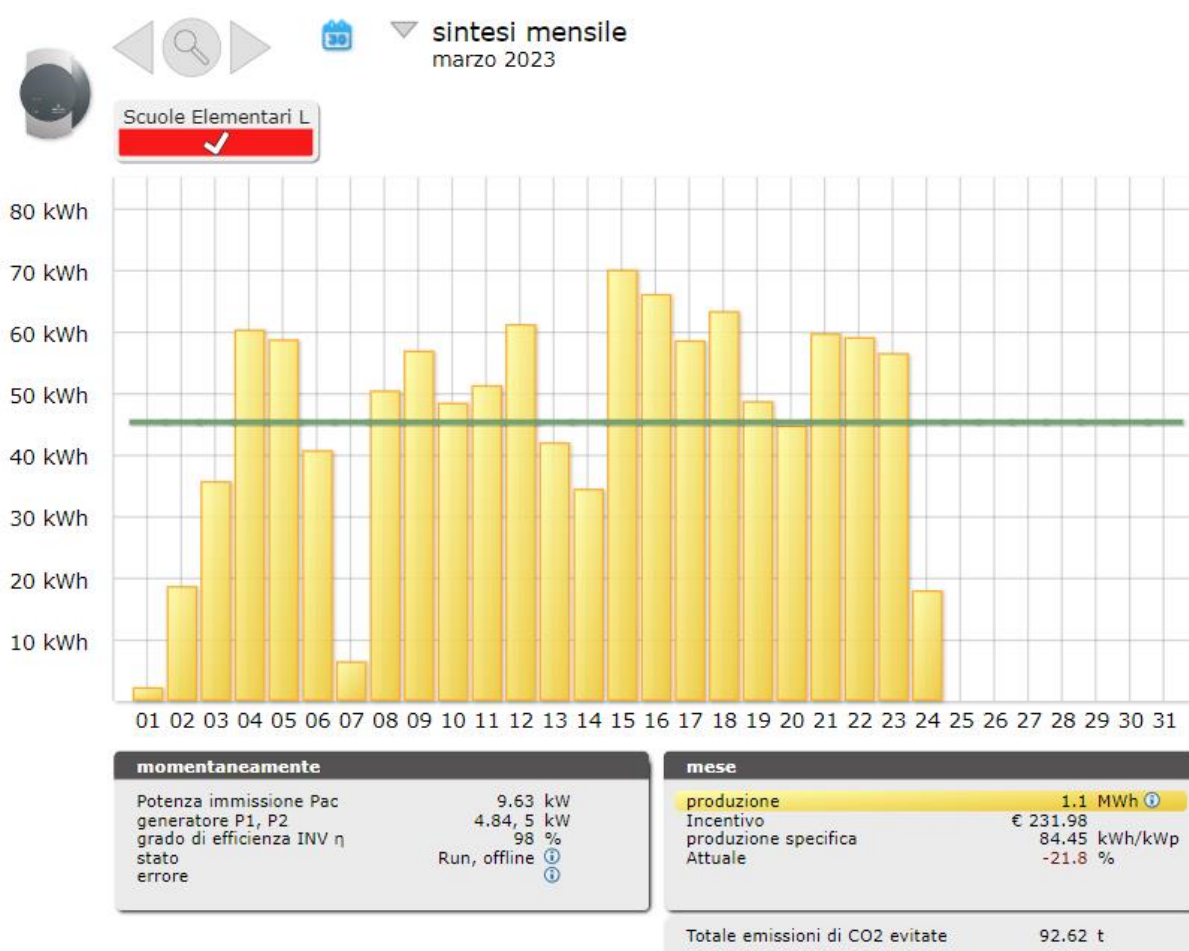 30
sintesi mensile
marzo 2023
Scuole Elementari L
80 kWh
70 kWh
60 kWh
50 kWh
40 kWh
30 kWh
20 kWh
10 kWh
01 02 03 04 05 06 07 08 09 10 11 12 13 14 15 16 17 18 19 20 21 22 23 24 25 26 27 28 29 30 31
momentaneamente
Potenza immissione Pac 9.63 kW
generatore P1, P2 4.84, 5 kW
grado di efficienza INV η 98 %
stato Run, offline
errore
mese
produzione 1.1 MWh
Incentivo € 231.98
produzione specifica 84.45 kWh/kWp
Attuale -21.8 %
Totale emissioni di CO2 evitate 92.62 t